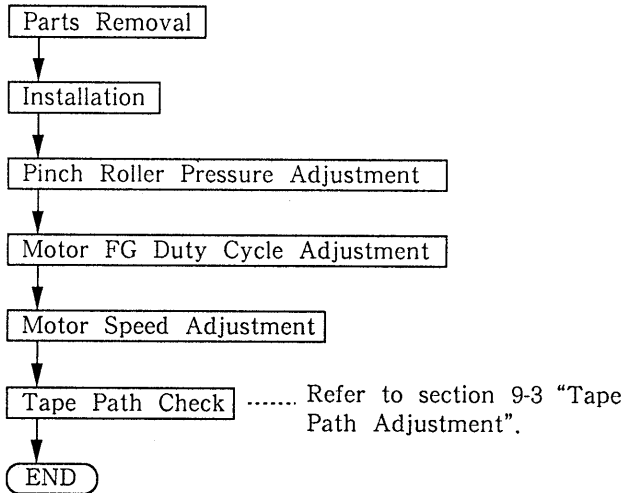 Parts Removal
Installation
Pinch Roller Pressure Adjustment
Motor FG Duty Cycle Adjustment
Motor Speed Adjustment
Tape Path Check ...... Refer to section 9-3 “Tape
Path Adjustment”.
END